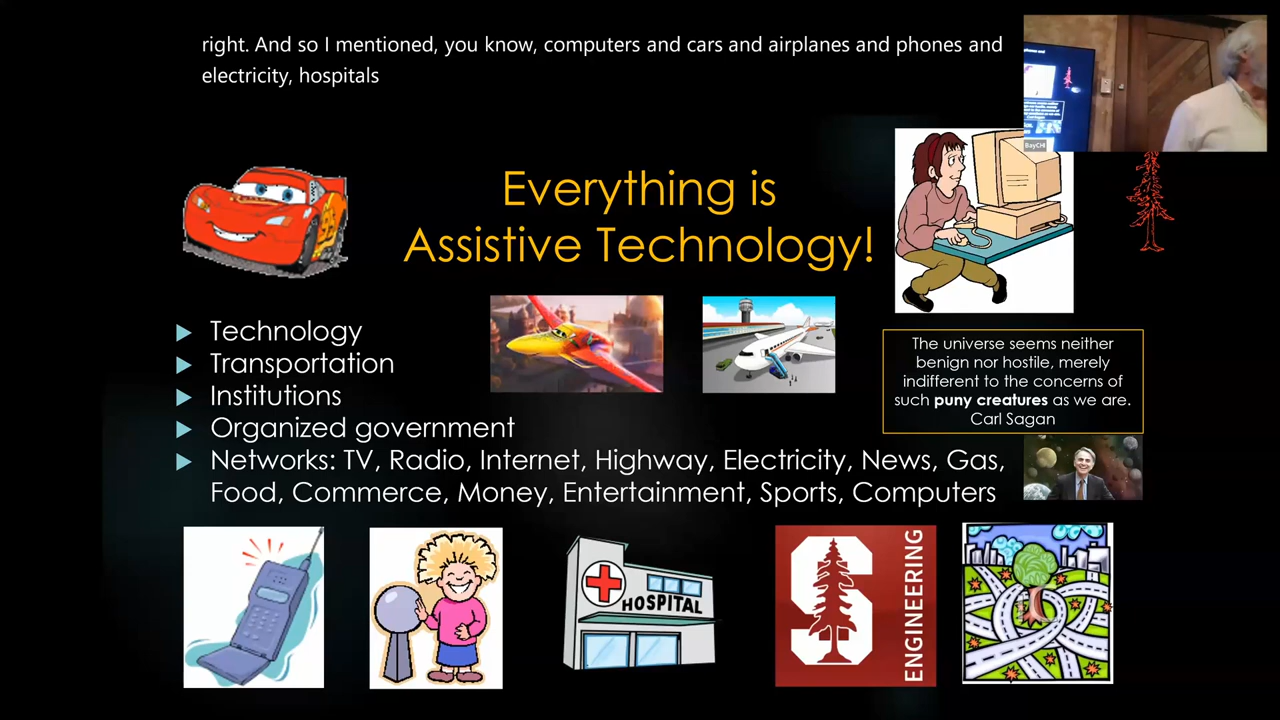 right. And so I mentioned, you know, computers and cars and airplanes and phones and
electricity, hospitals
BayCHI
Everything is
Assistive Technology!
Technology
Transportation
Institutions
Organized government
Networks: TV, Radio, Internet, Highway, Electricity, News, Gas,
Food, Commerce, Money, Entertainment, Sports, Computers
The universe seems neither
benign nor hostile, merely
indifferent to the concerns of
such puny creatures as we are.
Carl Sagan
HOSPITAL
S
ENGINEERING